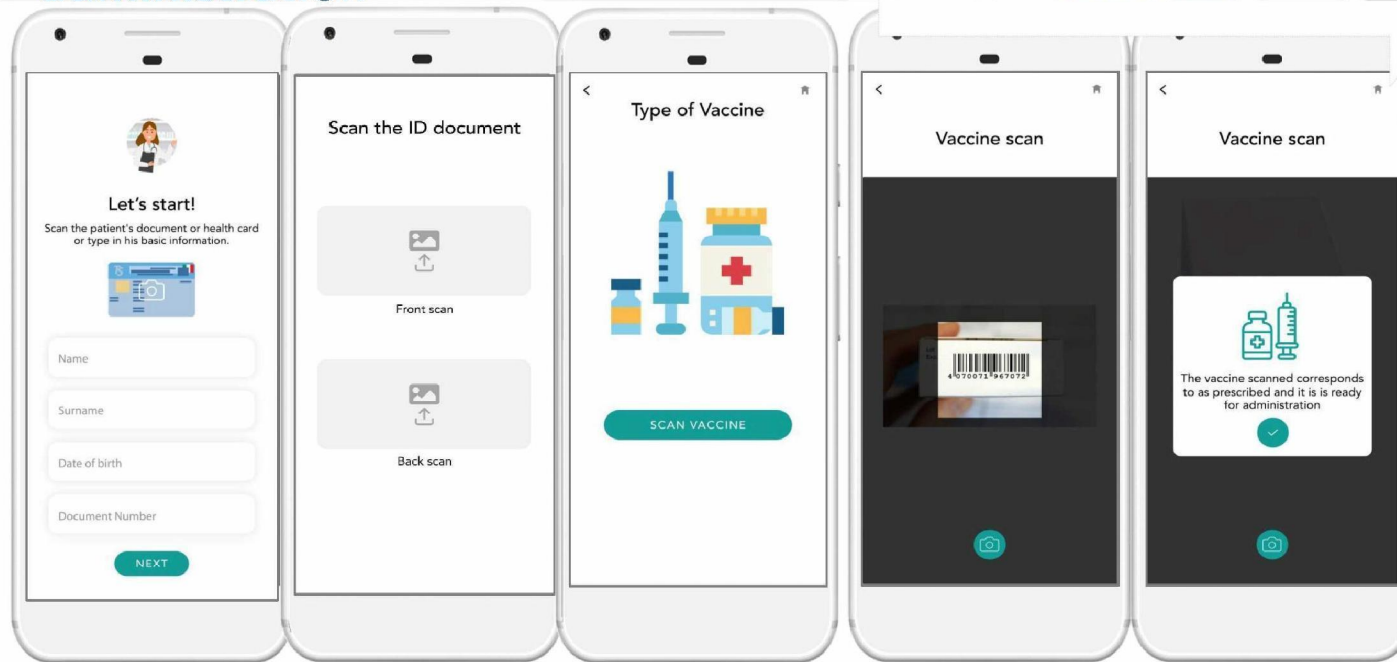 Let's start!
Scan the patient's document or health card
or type in his basic information.
Name
Surname
Date of birth
Document Number
NEXT
Scan the ID document
Front scan
Back scan
Type of Vaccine
SCAN VACCINE
Vaccine scan
4 070071 967072
Vaccine scan
The vaccine scanned corresponds
to as prescribed and it is is ready
for administration